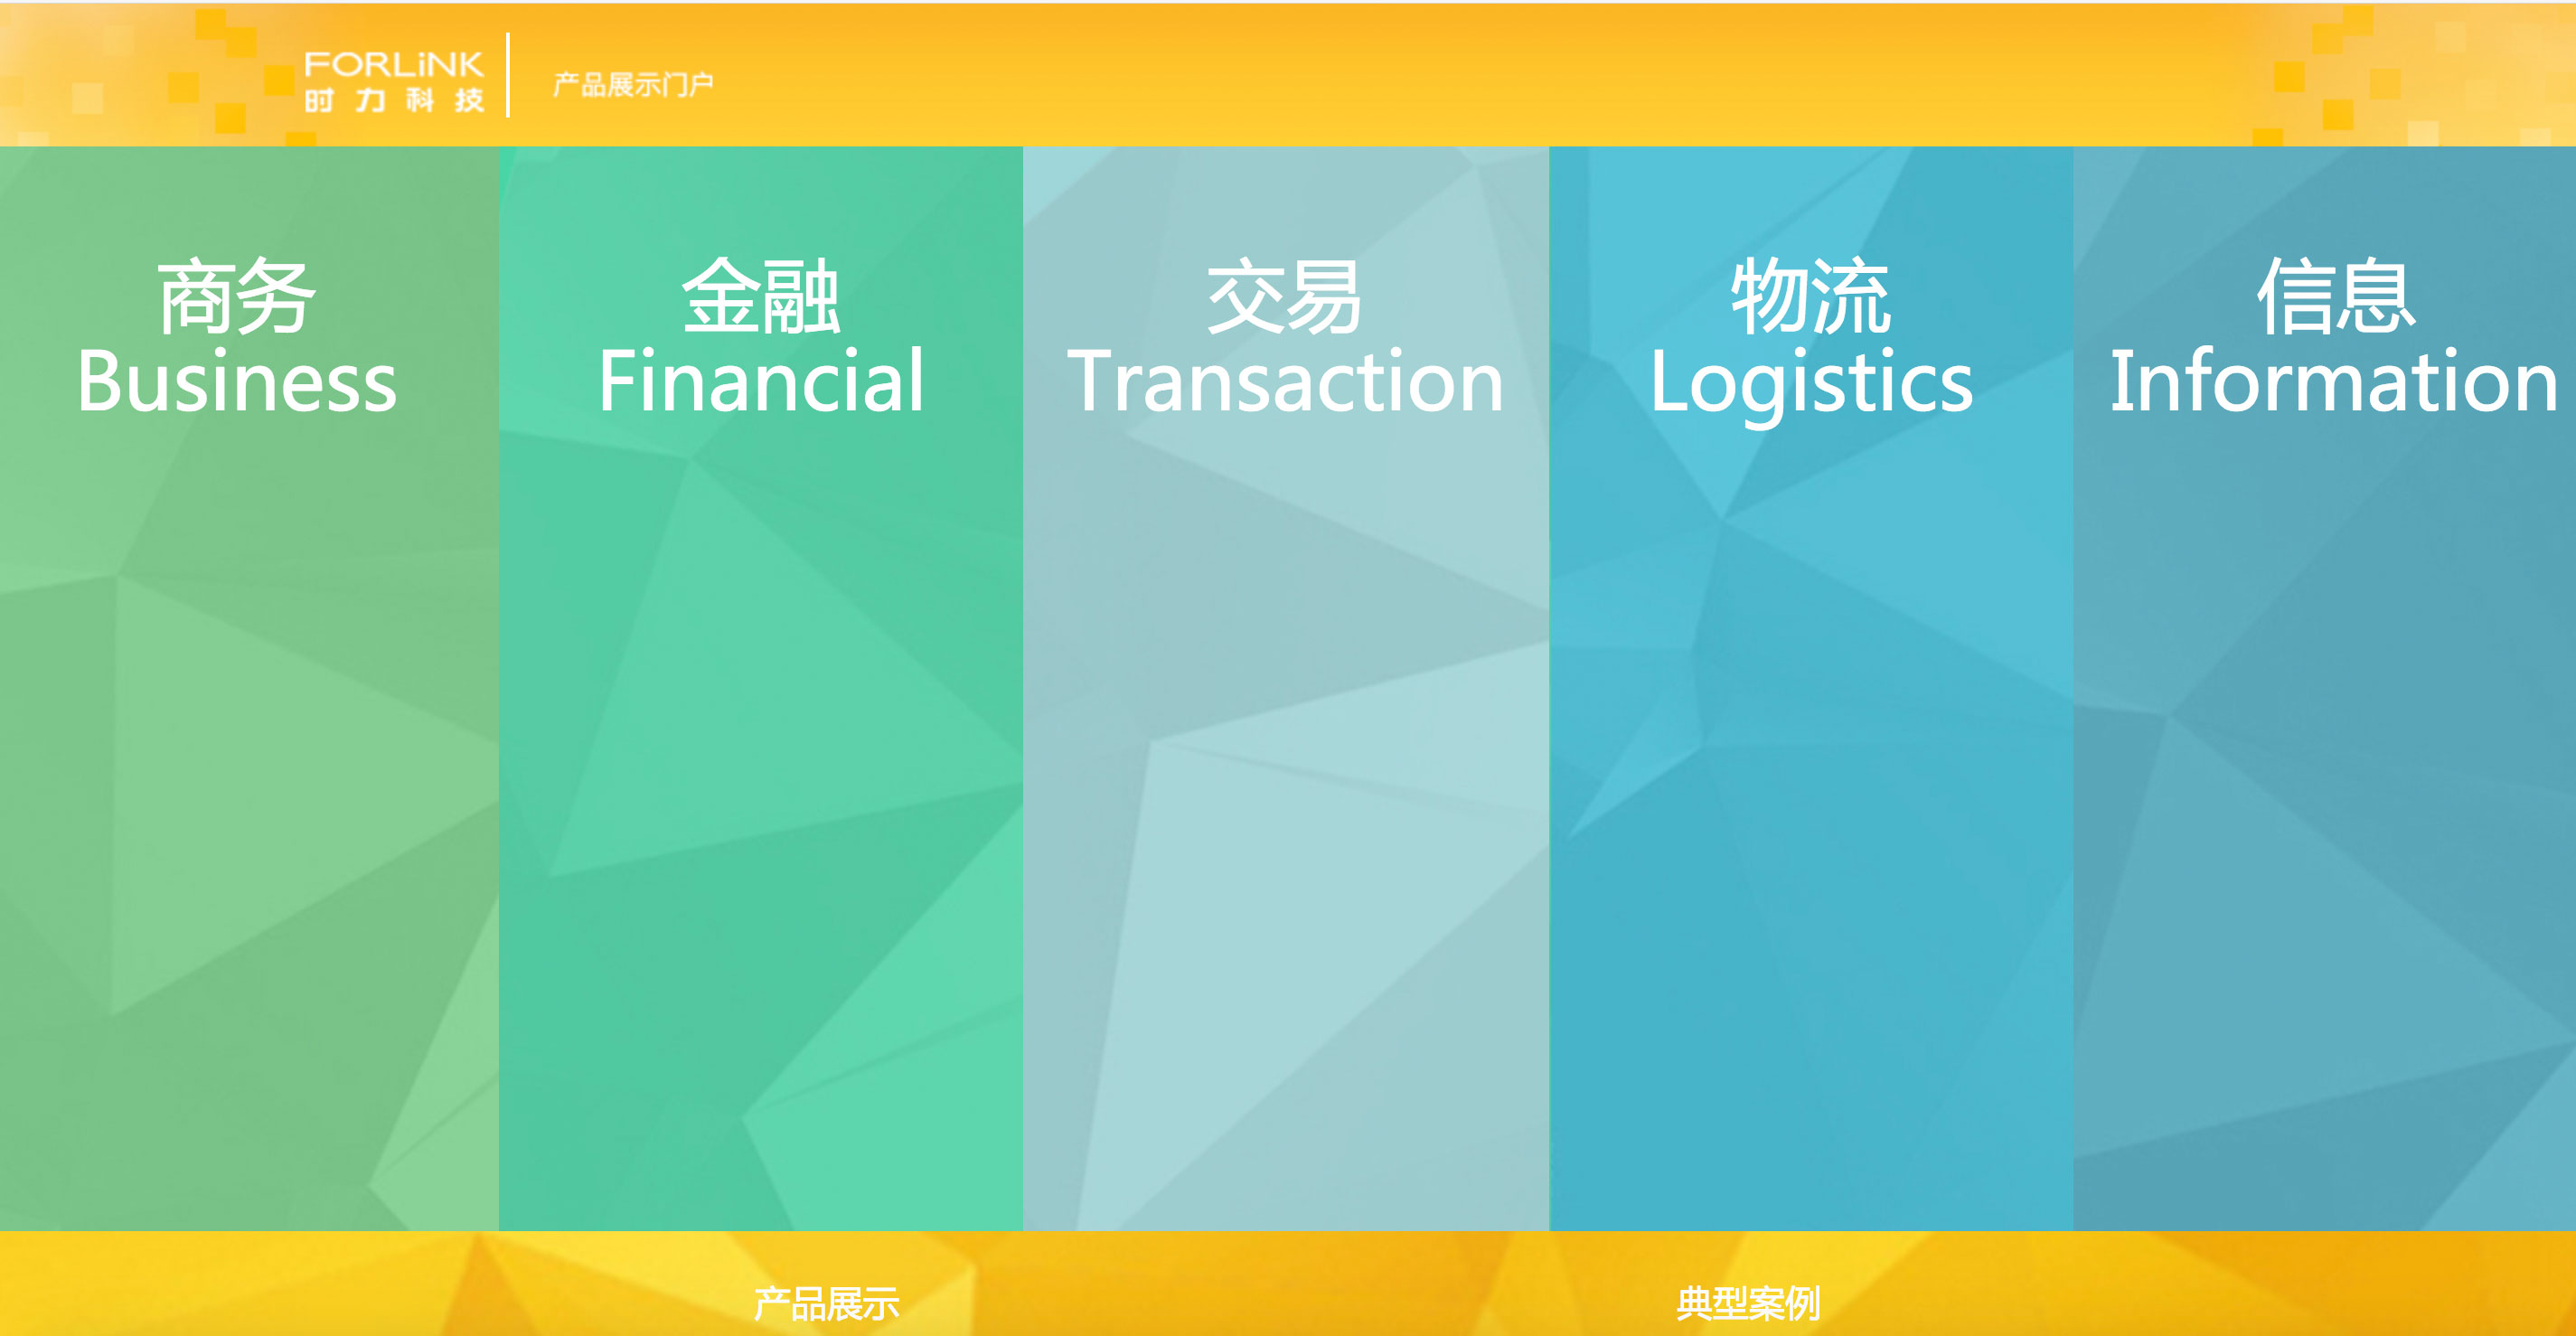 FORLiNK
时力科技
产品展示门户
商务
Business
金融
Financial
交易
Transaction
物流
Logistics
信息
Information
产品展示
典型案例